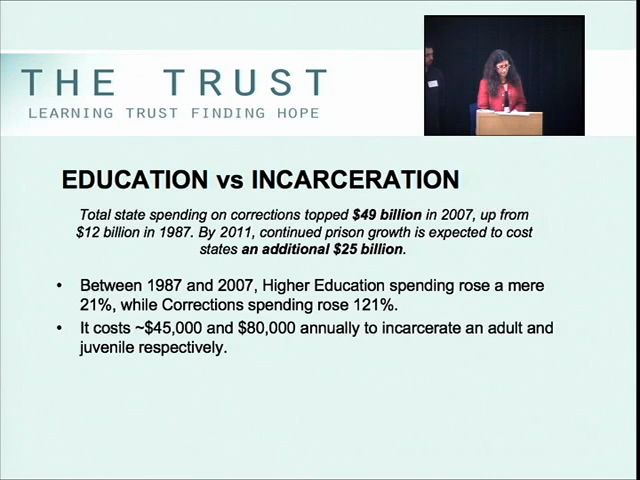 THE TRUST
LEARNING TRUST FINDING HOPE
EDUCATION vs INCARCERATION
Total state spending on corrections topped $49 billion in 2007, up from
$12 billion in 1987. By 2011, continued prison growth is expected to cost
states an additional $25 billion.
• Between 1987 and 2007, Higher Education spending rose a mere
21%, while Corrections spending rose 121%.
• It costs ~$45,000 and $80,000 annually to incarcerate an adult and
juvenile respectively.